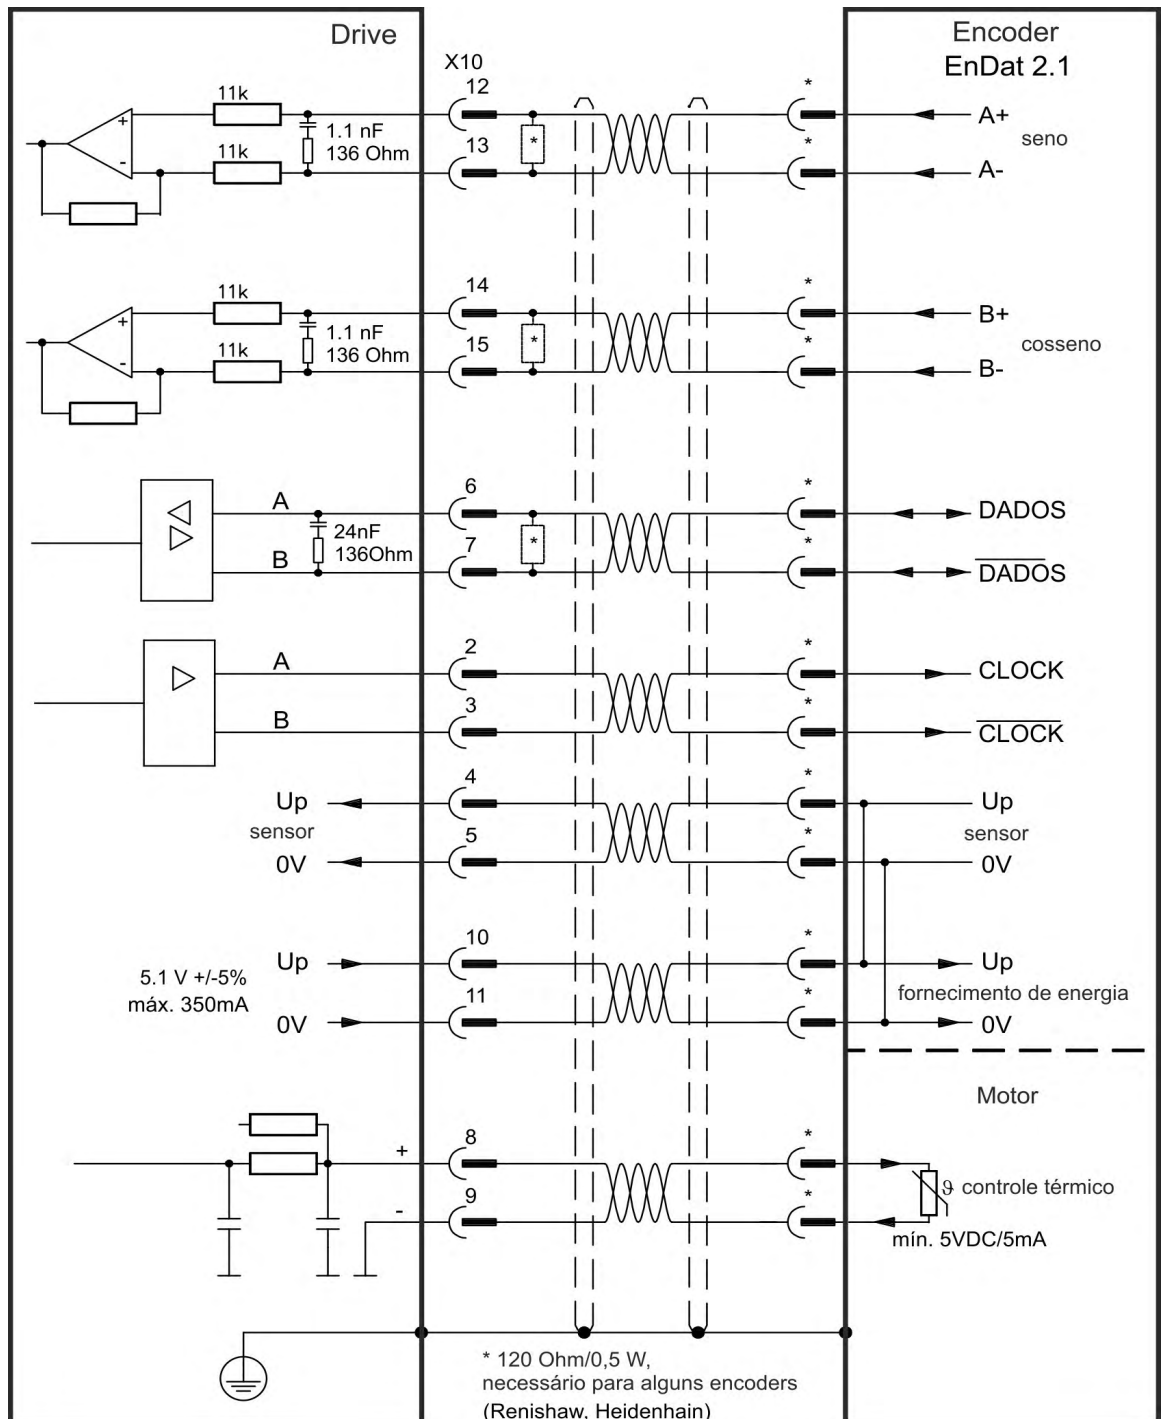 Drive
Encoder
EnDat 2.1
X10
11k
12
*
A+
1.1 nF
136 Ohm
*
seno
11k
13
*
A-
11k
14
*
B+
1.1 nF
136 Ohm
*
cosseno
11k
15
*
B-
A
6
*
DADOS
24nF
136Ohm
*
B
7
*
DADOS
A
2
*
CLOCK
B
3
*
CLOCK
Up
4
*
Up
sensor
sensor
0V
5
*
0V
5.1 V +/-5%
máx. 350mA
Up
10
*
Up
fornecimento de energia
0V
11
*
0V
Motor
+
8
*
ϑ controle térmico
-
9
*
mín. 5VDC/5mA
* 120 Ohm/0,5 W,
necessário para alguns encoders
(Renishaw, Heidenhain)
+
-
+
-